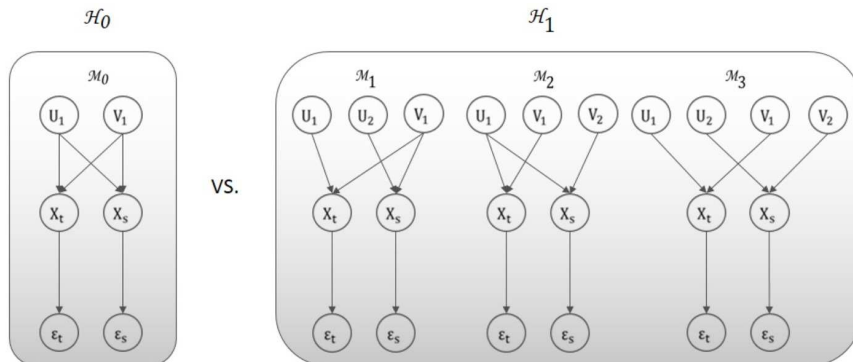 ℋ0 ℋ1
ℳ0 ℳ1 ℳ2 ℳ3
U1 V1 U1 U2 V1 U1 V1 V2 U1 U2 V1 V2
vs.
Xt Xs Xt Xs Xt Xs Xt Xs
εt εs εt εs εt εs εt εs